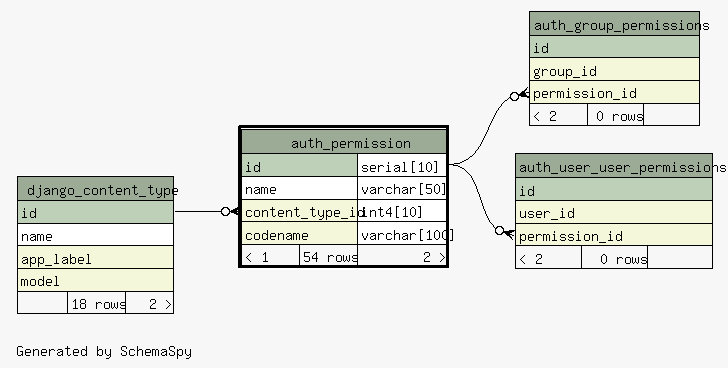 auth_group_permissions
id
group_id
permission_id
< 2 0 rows
auth_permission
id serial[10]
name varchar[50]
content_type_id int4[10]
codename varchar[100]
< 1 54 rows 2 >
auth_user_user_permissions
id
user_id
permission_id
< 2 0 rows
django_content_type
id
name
app_label
model
18 rows 2 >
Generated by SchemaSpy